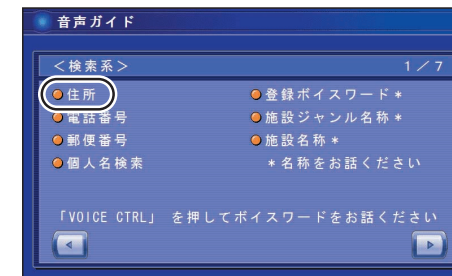 音声ガイド
<検索系> 1/7
住所 登録ボイスワード*
電話番号 施設ジャンル名称*
郵便番号 施設名称*
個人名検索 *名称をお話ください
「VOICE CTRL」 を押してボイスワードをお話ください